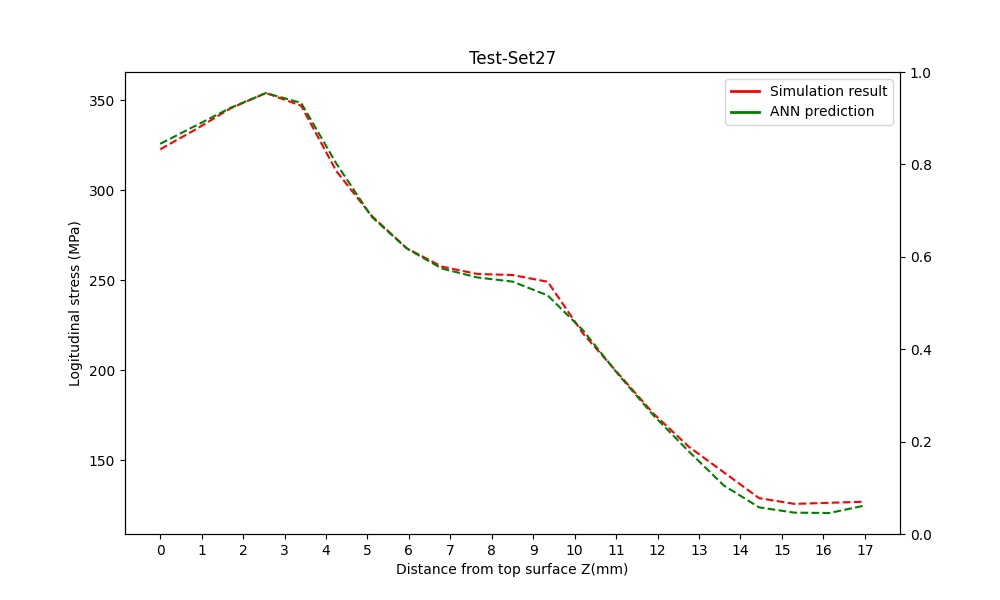 Test-Set27
Simulation result
ANN prediction
Logitudinal stress (MPa)
350
300
250
200
150
1.0
0.8
0.6
0.4
0.2
0.0
0 1 2 3 4 5 6 7 8 9 10 11 12 13 14 15 16 17
Distance from top surface Z(mm)